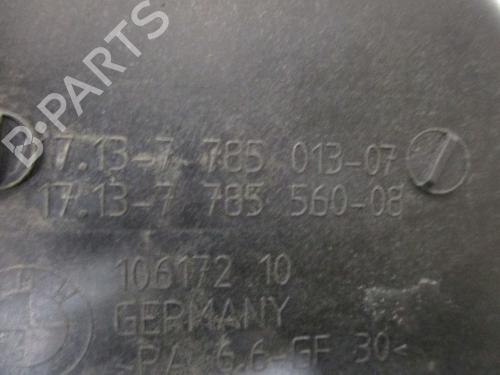 B-PARTS
17.13-7 785 013-07
17.13-7 785 560-08
106172 10
GERMANY
>PA 6.6-GF 30<